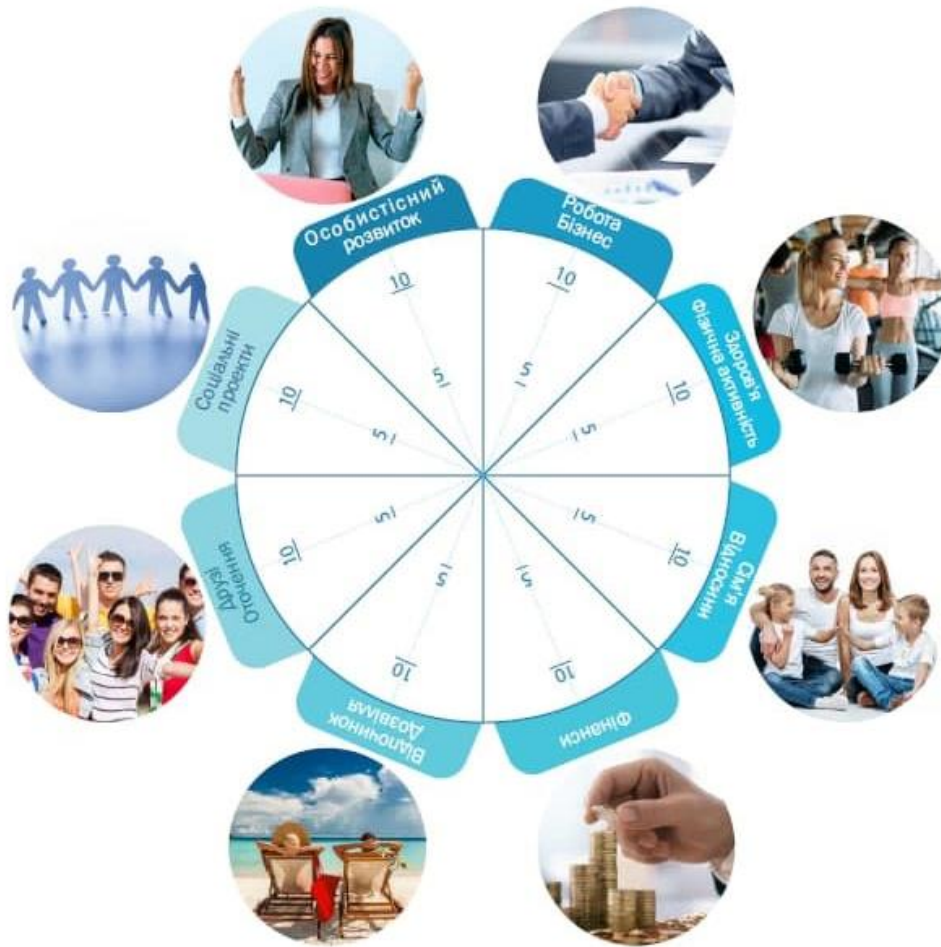 Особистісний
розвиток
10
5
Робота
Бізнес
10
5
Здоров'я
Фізична активність
10
5
Сім'я
Відносини
10
5
Фінанси
10
5
Відпочинок
Дозвілля
10
5
Друзі
Оточення
10
5
Соціальні
проекти
10
5